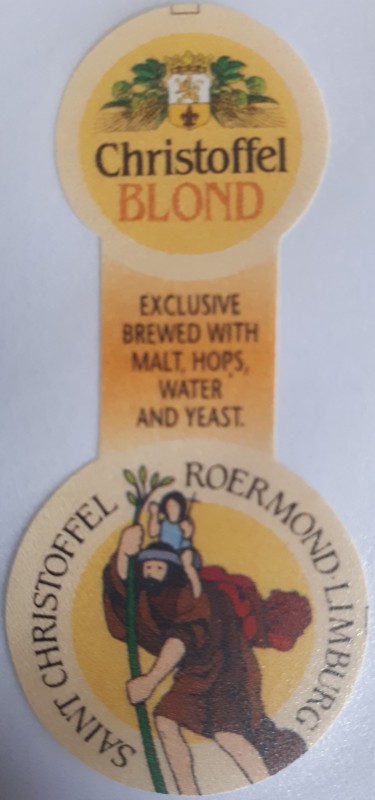 Christoffel
BLOND
EXCLUSIVE
BREWED WITH
MALT, HOPS,
WATER
AND YEAST.
SAINT CHRISTOFFEL
ROERMOND·LIMBURG